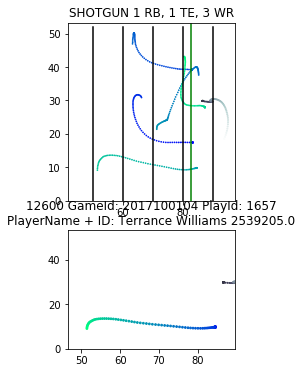 SHOTGUN 1 RB, 1 TE, 3 WR
50
40
30
20
10
0
60 80
12600 GameId: 2017100104 PlayId: 1657
PlayerName + ID: Terrance Williams 2539205.0
40
20
0
50 60 70 80